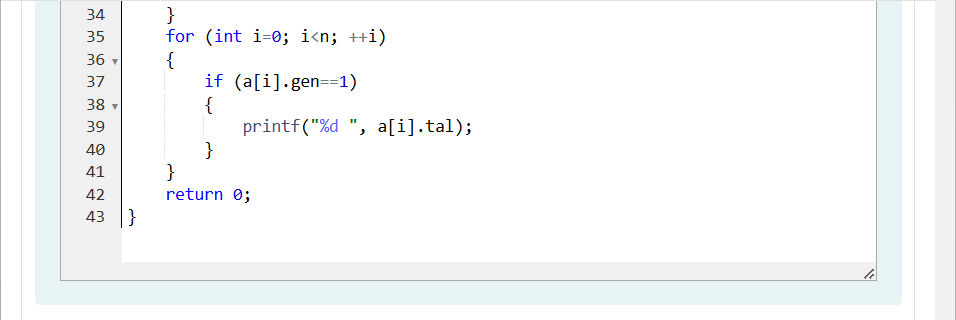 34 }
35 for (int i=0; i<n; ++i)
36 {
37 if (a[i].gen==1)
38 {
39 printf("%d ", a[i].tal);
40 }
41 }
42 return 0;
43 }